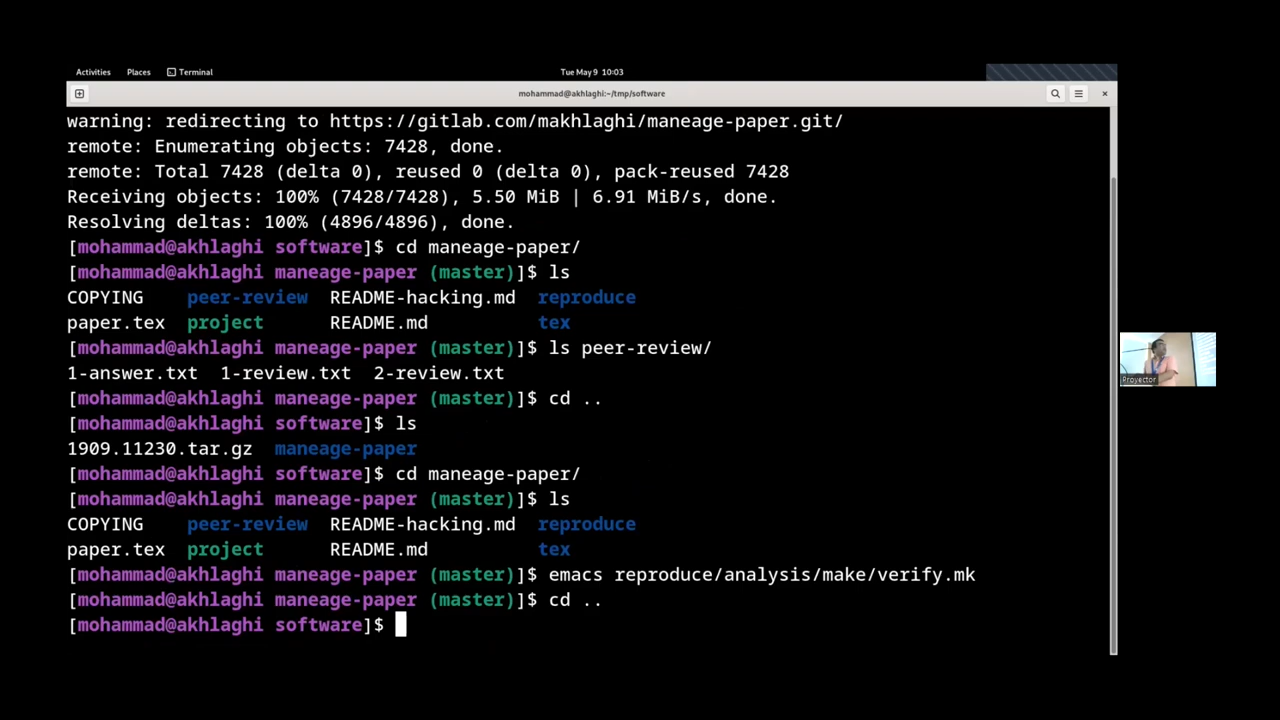 Activities Places Terminal Tue May 9 10:03
mohammad@akhlaghi:~/tmp/software
warning: redirecting to https://gitlab.com/makhlaghi/maneage-paper.git/
remote: Enumerating objects: 7428, done.
remote: Total 7428 (delta 0), reused 0 (delta 0), pack-reused 7428
Receiving objects: 100% (7428/7428), 5.50 MiB | 6.91 MiB/s, done.
Resolving deltas: 100% (4896/4896), done.
[mohammad@akhlaghi software]$ cd maneage-paper/
[mohammad@akhlaghi maneage-paper (master)]$ ls
COPYING peer-review README-hacking.md reproduce
paper.tex project README.md tex
[mohammad@akhlaghi maneage-paper (master)]$ ls peer-review/
1-answer.txt 1-review.txt 2-review.txt
[mohammad@akhlaghi maneage-paper (master)]$ cd ..
[mohammad@akhlaghi software]$ ls
1909.11230.tar.gz maneage-paper
[mohammad@akhlaghi software]$ cd maneage-paper/
[mohammad@akhlaghi maneage-paper (master)]$ ls
COPYING peer-review README-hacking.md reproduce
paper.tex project README.md tex
[mohammad@akhlaghi maneage-paper (master)]$ emacs reproduce/analysis/make/verify.mk
[mohammad@akhlaghi maneage-paper (master)]$ cd ..
[mohammad@akhlaghi software]$
Proyector